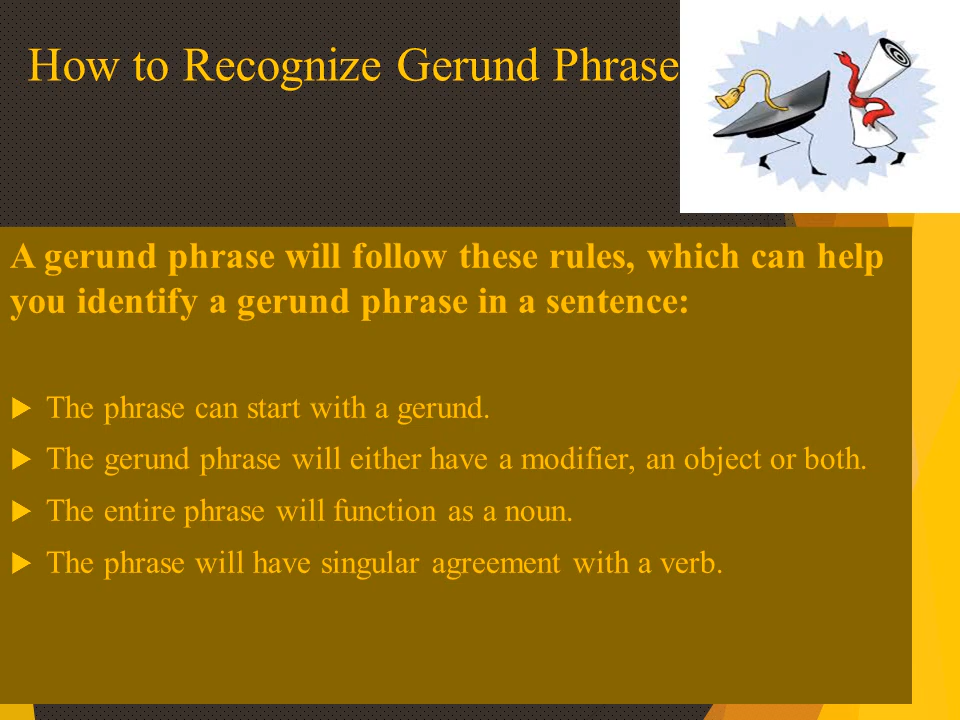 How to Recognize Gerund Phrase
A gerund phrase will follow these rules, which can help
you identify a gerund phrase in a sentence:
The phrase can start with a gerund.
The gerund phrase will either have a modifier, an object or both.
The entire phrase will function as a noun.
The phrase will have singular agreement with a verb.